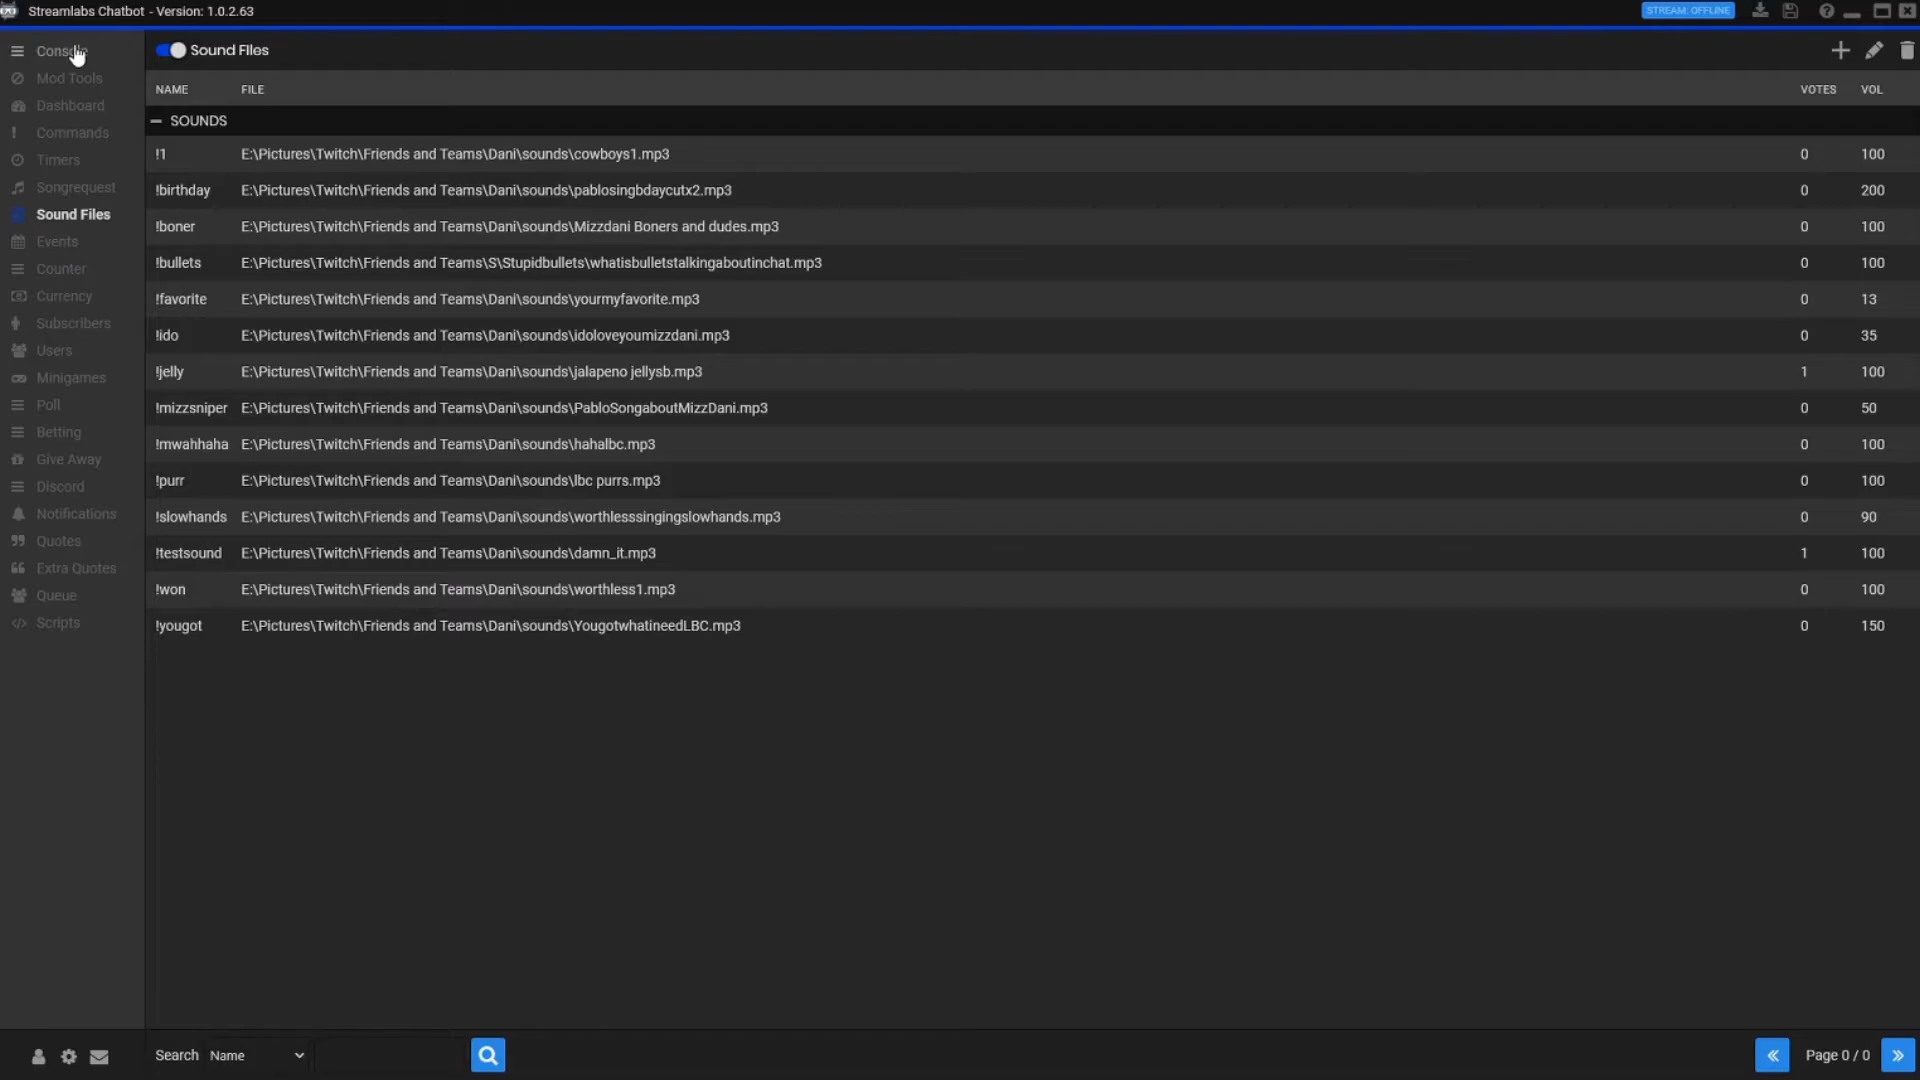 Streamlabs Chatbot - Version: 1.0.2.63
STREAM: OFFLINE
Console
Mod Tools
Dashboard
Commands
Timers
Songrequest
Sound Files
Events
Counter
Currency
Subscribers
Users
Minigames
Poll
Betting
Give Away
Discord
Notifications
Quotes
Extra Quotes
Queue
Scripts
Sound Files
NAME FILE VOTES VOL
SOUNDS
!1 E:\Pictures\Twitch\Friends and Teams\Dani\sounds\cowboys1.mp3 0 100
!birthday E:\Pictures\Twitch\Friends and Teams\Dani\sounds\pablosingbdaycutx2.mp3 0 200
!boner E:\Pictures\Twitch\Friends and Teams\Dani\sounds\Mizzdani Boners and dudes.mp3 0 100
!bullets E:\Pictures\Twitch\Friends and Teams\S\Stupidbullets\whatisbulletstalkingaboutinchat.mp3 0 100
!favorite E:\Pictures\Twitch\Friends and Teams\Dani\sounds\yourmyfavorite.mp3 0 13
!ido E:\Pictures\Twitch\Friends and Teams\Dani\sounds\idoloveyoumizzdani.mp3 0 35
!jelly E:\Pictures\Twitch\Friends and Teams\Dani\sounds\jalapeno jellysb.mp3 1 100
!mizzsniper E:\Pictures\Twitch\Friends and Teams\Dani\sounds\PabloSongaboutMizzDani.mp3 0 50
!mwahhaha E:\Pictures\Twitch\Friends and Teams\Dani\sounds\hahalbc.mp3 0 100
!purr E:\Pictures\Twitch\Friends and Teams\Dani\sounds\lbc purrs.mp3 0 100
!slowhands E:\Pictures\Twitch\Friends and Teams\Dani\sounds\worthlesssingingslowhands.mp3 0 90
!testsound E:\Pictures\Twitch\Friends and Teams\Dani\sounds\damn_it.mp3 1 100
!won E:\Pictures\Twitch\Friends and Teams\Dani\sounds\worthless1.mp3 0 100
!yougot E:\Pictures\Twitch\Friends and Teams\Dani\sounds\YougotwhatineedLBC.mp3 0 150
Search Name Page 0 / 0